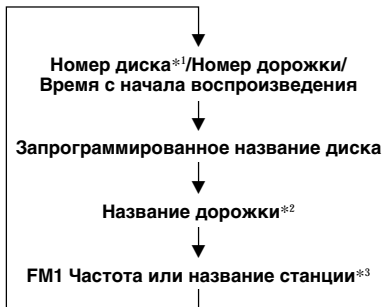 Номер диска*1/Номер дорожки/
Время с начала воспроизведения
Запрограммированное название диска
Название дорожки*2
FM1 Частота или название станции*3